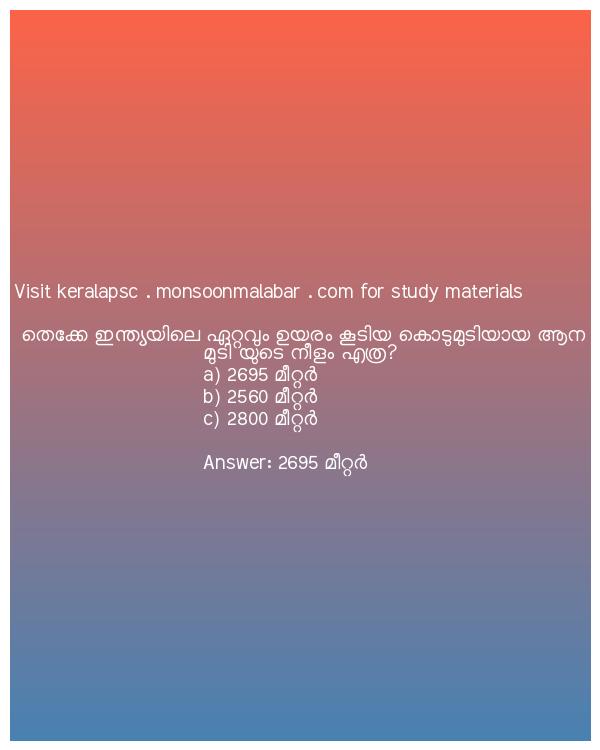 Visit keralapsc . monsoonmalabar . com for study materials
തെക്കേ ഇന്ത്യയിലെ ഏറ്റവും ഉയരം കൂടിയ കൊടുമുടിയായ ആന
മുടി യുടെ നീളം എത്ര?
a) 2695 മീറ്റർ
b) 2560 മീറ്റർ
c) 2800 മീറ്റർ
Answer: 2695 മീറ്റർ